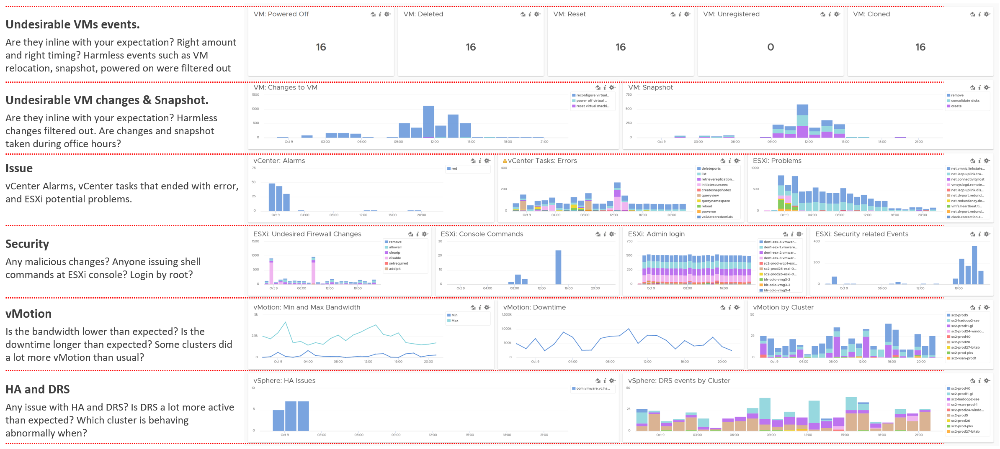 Undesirable VMs events.
Are they inline with your expectation? Right amount
and right timing? Harmless events such as VM
relocation, snapshot, powered on were filtered out
VM: Powered Off
16
VM: Deleted
16
VM: Reset
16
VM: Unregistered
0
VM: Cloned
16
Undesirable VM changes & Snapshot.
Are they inline with your expectation? Harmless
changes filtered out. Are changes and snapshot
taken during office hours?
VM: Changes to VM
1500
1000
500
0
Oct 9 03:00 06:00 09:00 12:00 15:00 18:00 21:00
reconfigure virtual...
power off virtual ...
reset virtual machi...
VM: Snapshot
750
500
250
0
Oct 9 03:00 06:00 09:00 12:00 15:00 18:00 21:00
remove
consolidate disks
create
Issue
vCenter Alarms, vCenter tasks that ended with error,
and ESXi potential problems.
vCenter: Alarms
75
50
25
0
Oct 9 04:00 08:00 12:00 16:00 20:00
red
vCenter Tasks: Errors
400
200
0
Oct 9 04:00 08:00 12:00 16:00 20:00
deleteports
list
retrievereplication...
initiatesourceex
createsnapshotex
queryview
querynamespace
reload
poweron
validatecredentials
ESXi: Problems
1000
500
0
Oct 9 04:00 08:00 12:00 16:00 20:00
net.vmnic.linkstate...
net.lacp.uplink.tra...
net.connectivity.lost
vmsyslogd.remote...
net.lacp.uplink.dis...
net.dvport.redund...
net.redundancy.de...
vmfs.heartbeat.ti...
net.dvport.redund...
clock.correction.a...
Security
Any malicious changes? Anyone issuing shell
commands at ESXi console? Login by root?
ESXi: Undesired Firewall Changes
1500
1000
500
0
Oct 9 06:00 12:00 18:00
remove
allowall
clearip
disable
setrequired
addip4
ESXi: Console Commands
30
20
10
0
Oct 9 04:00 08:00 12:00 16:00 20:00
ESXi: Admin login
750
500
250
0
Oct 9 08:00 16:00
den1-esx-4.vmwar...
den1-esx-1.vmware...
den1-esx-2.vmwar...
den1-esx-3.vmwar...
sc2-prod-wcp1-esx...
sc2-prod25-esxi-0...
sc2-prod26-esxi-0...
blr-colo-vmg3-2
blr-colo-vmg3-3
blr-colo-vmg3-4
ESXi: Security related Events
400
200
0
Oct 9 06:00 12:00 18:00
vMotion
Is the bandwidth lower than expected? Is the
downtime longer than expected? Some clusters did
a lot more vMotion than usual?
vMotion: Min and Max Bandwidth
5k
2.5k
0
Oct 9 04:00 08:00 12:00 16:00 20:00
Min
Max
vMotion: Downtime
1,500k
1,000k
500k
0
Oct 9 04:00 08:00 12:00 16:00 20:00
vMotion by Cluster
50
25
0
Oct 9 04:00 08:00 12:00 16:00 20:00
sc2-prod5
sc2-hadoop2-sse
sc2-prod11-gl
sc2-prod24-windo...
sc2-prod40
sc2-prod26
sc2-prod27-bitab
sc2-prod-pks
sc2-vsan-prod1
HA and DRS
Any issue with HA and DRS? Is DRS a lot more active
than expected? Which cluster is behaving
abnormally when?
vSphere: HA Issues
10
5
0
Oct 9 03:00 06:00 09:00 12:00 15:00 18:00 21:00
com.vmware.vc.ha...
vSphere: DRS events by Cluster
50
25
0
Oct 9 03:00 06:00 09:00 12:00 15:00 18:00 21:00
sc2-prod40
sc2-prod11-gl
sc2-hadoop2-sse
sc2-vsan-prod-1
sc2-prod24-windo...
sc2-prod5
sc2-prod26
sc2-prod-pks
sc2-prod27-bitab